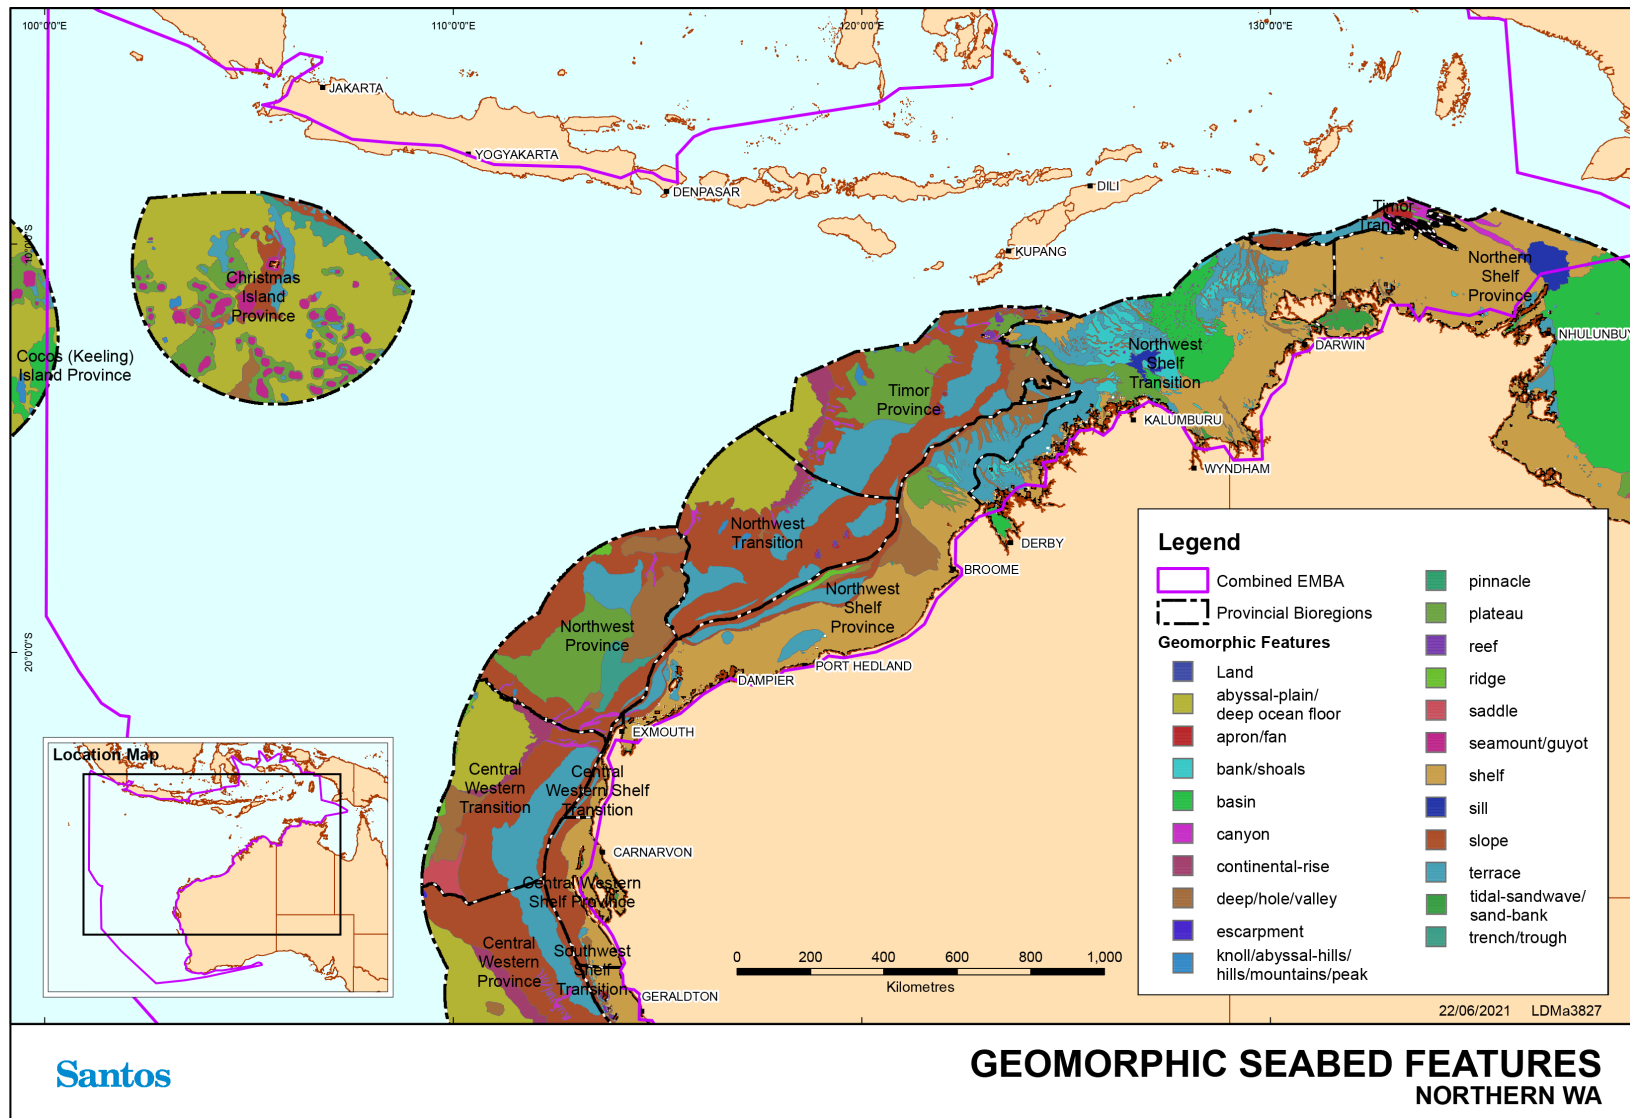 100°0'0"E
110°0'0"E
120°0'0"E
130°0'0"E
JAKARTA
YOGYAKARTA
DENPASAR
DILI
KUPANG
10°0'0"S
Timor
Transition
Northern
Shelf
Province
Christmas
Island
Province
Cocos (Keeling)
Island Province
NHULUNBUY
DARWIN
Northwest
Shelf
Transition
Timor
Province
KALUMBURU
WYNDHAM
Northwest
Transition
DERBY
BROOME
Northwest
Shelf
Province
Northwest
Province
20°0'0"S
PORT HEDLAND
DAMPIER
EXMOUTH
Central
Western
Transition
Central
Western Shelf
Transition
CARNARVON
Central Western
Shelf Province
Central
Western
Province
Southwest
Shelf
Transition
GERALDTON
Location Map
0 200 400 600 800 1,000
Kilometres
Legend
Combined EMBA
Provincial Bioregions
Geomorphic Features
Land
abyssal-plain/
deep ocean floor
apron/fan
bank/shoals
basin
canyon
continental-rise
deep/hole/valley
escarpment
knoll/abyssal-hills/
hills/mountains/peak
pinnacle
plateau
reef
ridge
saddle
seamount/guyot
shelf
sill
slope
terrace
tidal-sandwave/
sand-bank
trench/trough
22/06/2021 LDMa3827
Santos
GEOMORPHIC SEABED FEATURES
NORTHERN WA